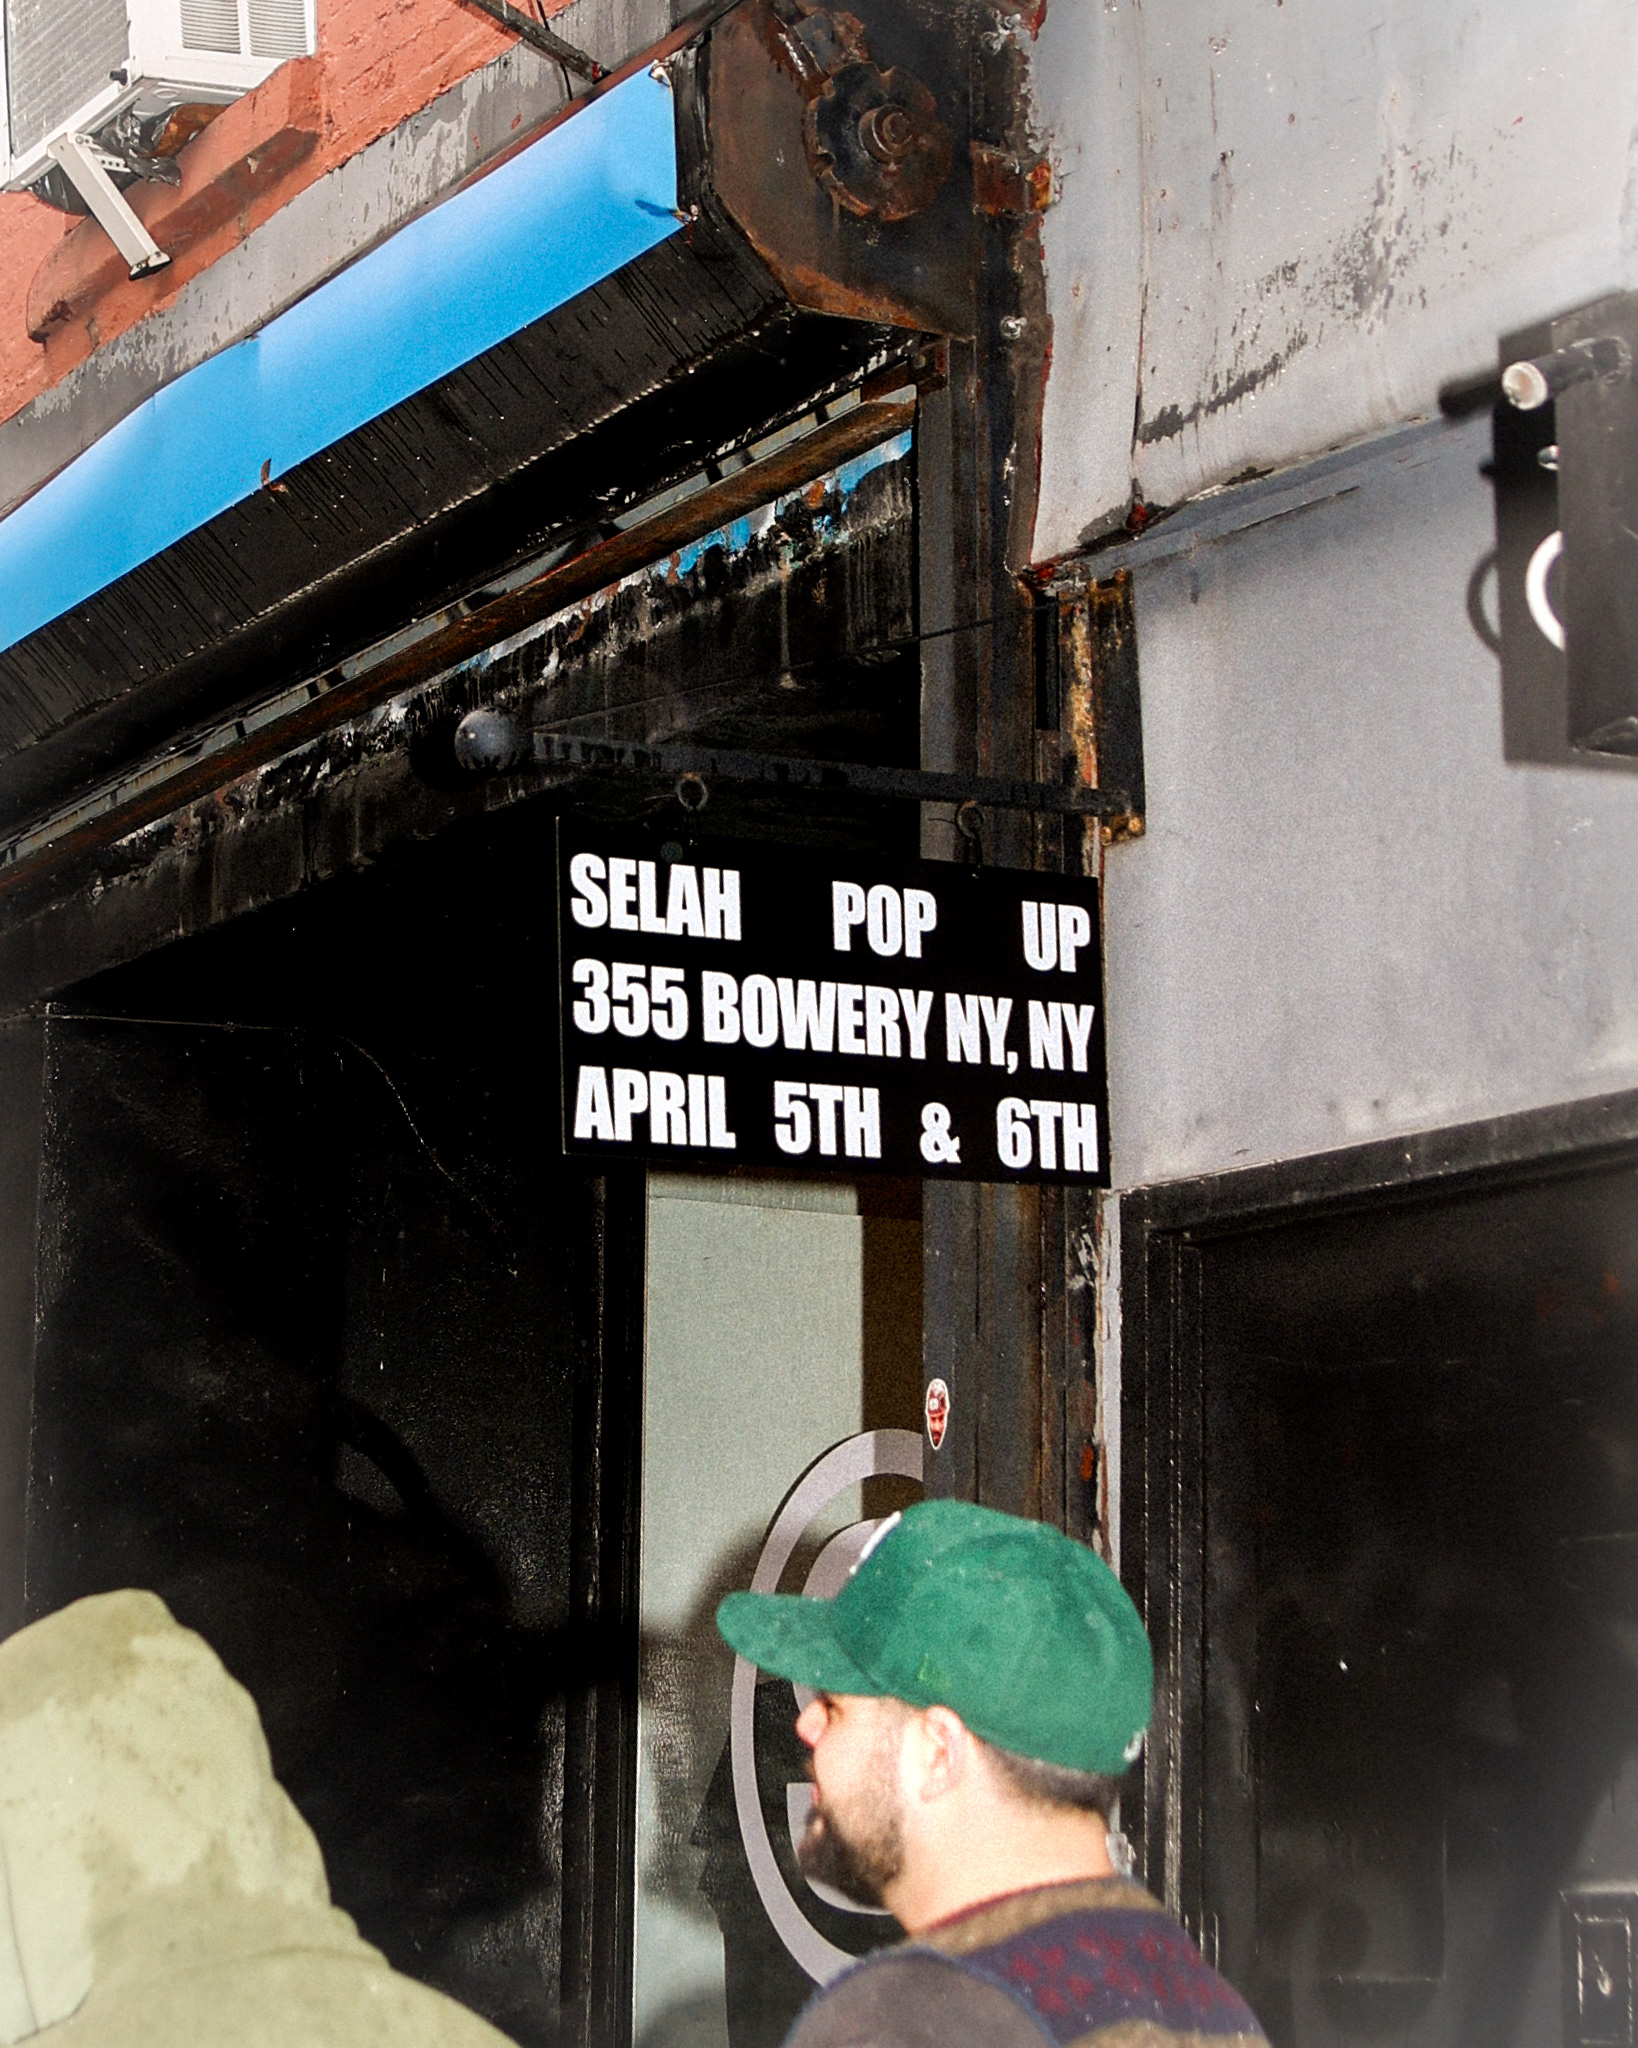 SELAH POP UP
355 BOWERY NY, NY
APRIL 5TH & 6TH